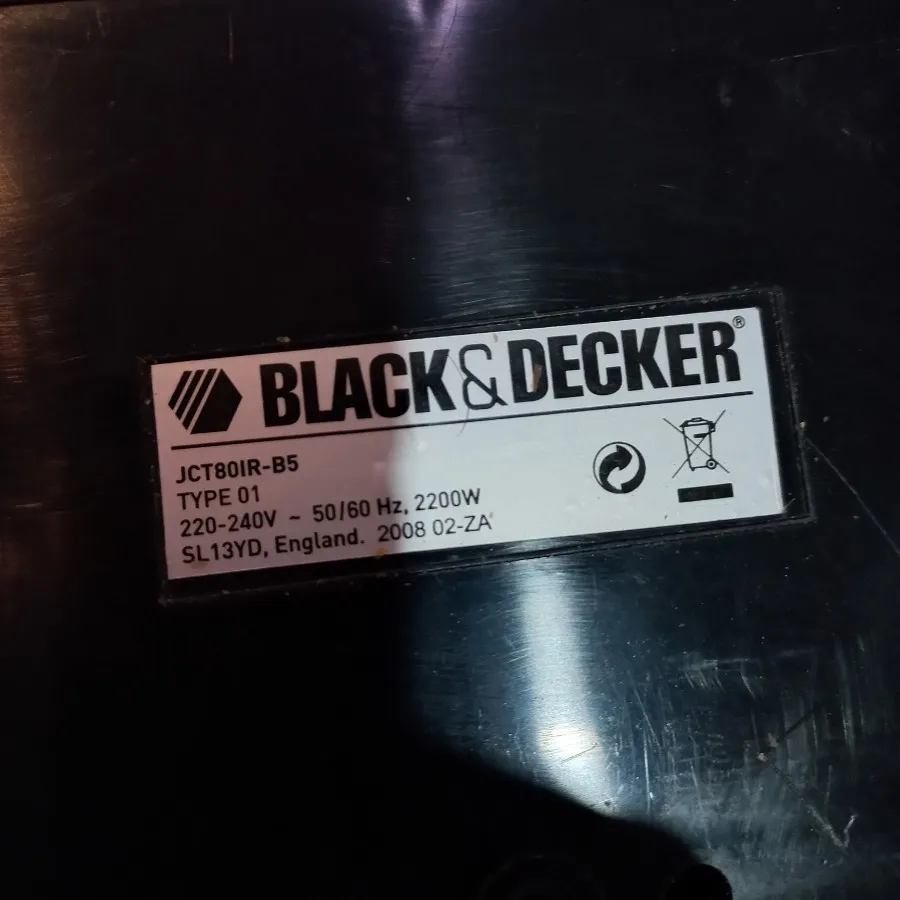 BLACK&DECKER®
JCT80IR-B5
TYPE 01
220-240V ~ 50/60 Hz, 2200W
SL13YD, England. 2008 02-ZA